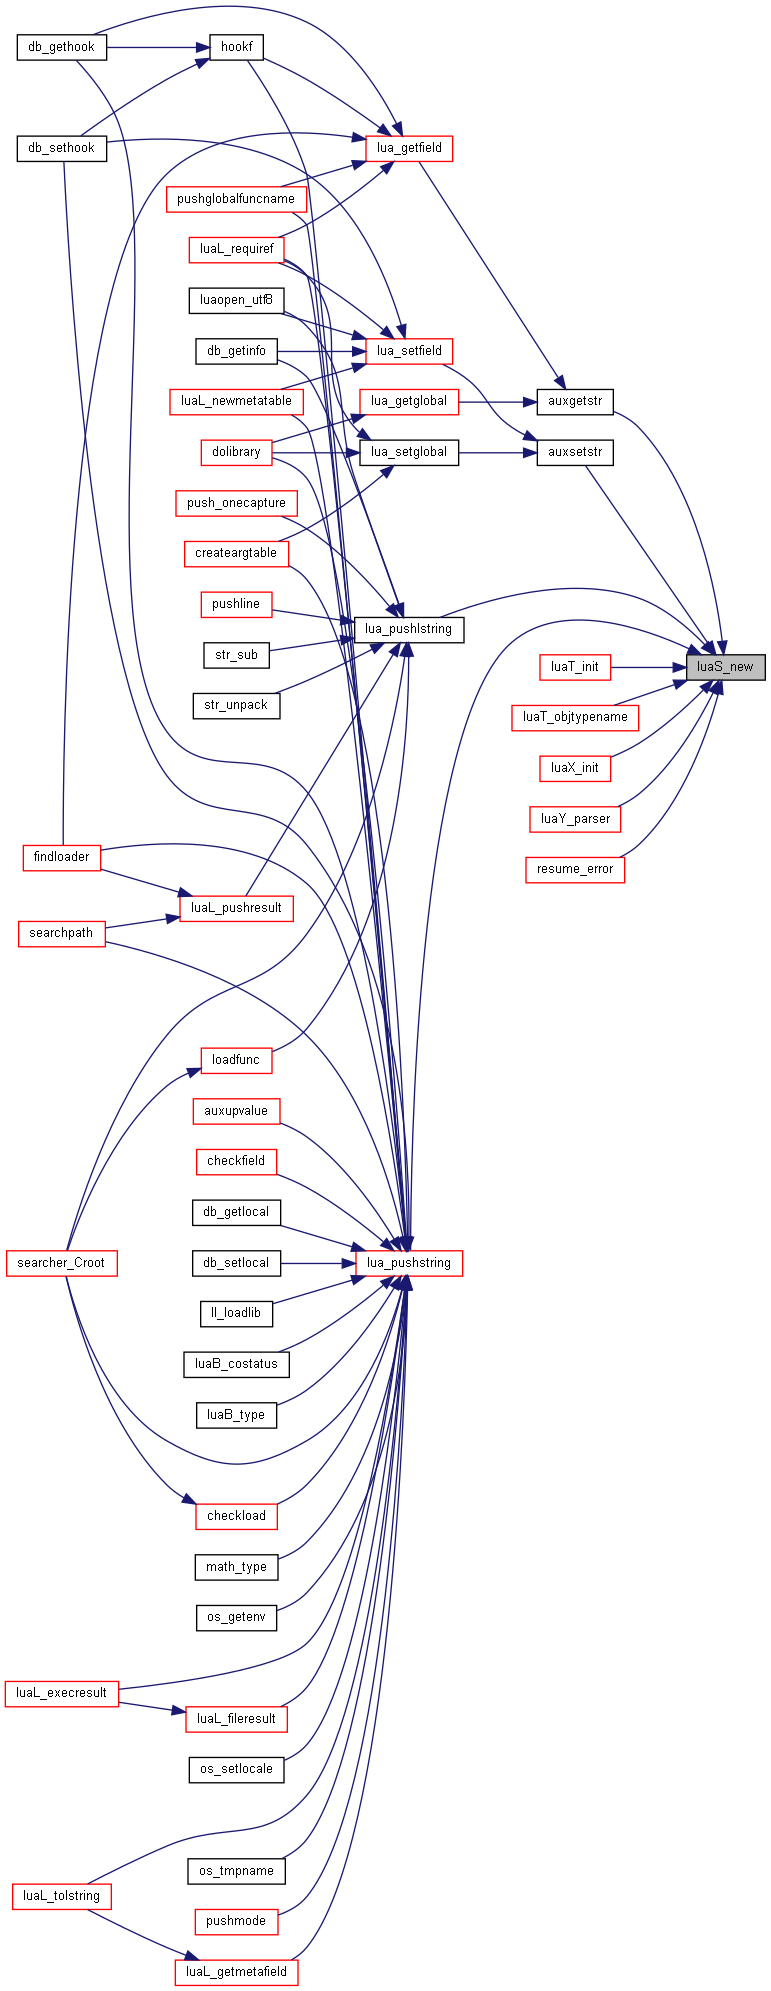 db_gethook
hookf
db_sethook
lua_getfield
pushglobalfuncname
luaL_requiref
luaopen_utf8
db_getinfo
lua_setfield
luaL_newmetatable
lua_getglobal
auxgetstr
dolibrary
lua_setglobal
auxsetstr
push_onecapture
createargtable
pushline
lua_pushlstring
str_sub
luaT_init
luaS_new
str_unpack
luaT_objtypename
luaX_init
luaY_parser
findloader
resume_error
luaL_pushresult
searchpath
loadfunc
auxupvalue
checkfield
db_getlocal
searcher_Croot
db_setlocal
lua_pushstring
ll_loadlib
luaB_costatus
luaB_type
checkload
math_type
os_getenv
luaL_execresult
luaL_fileresult
os_setlocale
os_tmpname
luaL_tolstring
pushmode
luaL_getmetafield